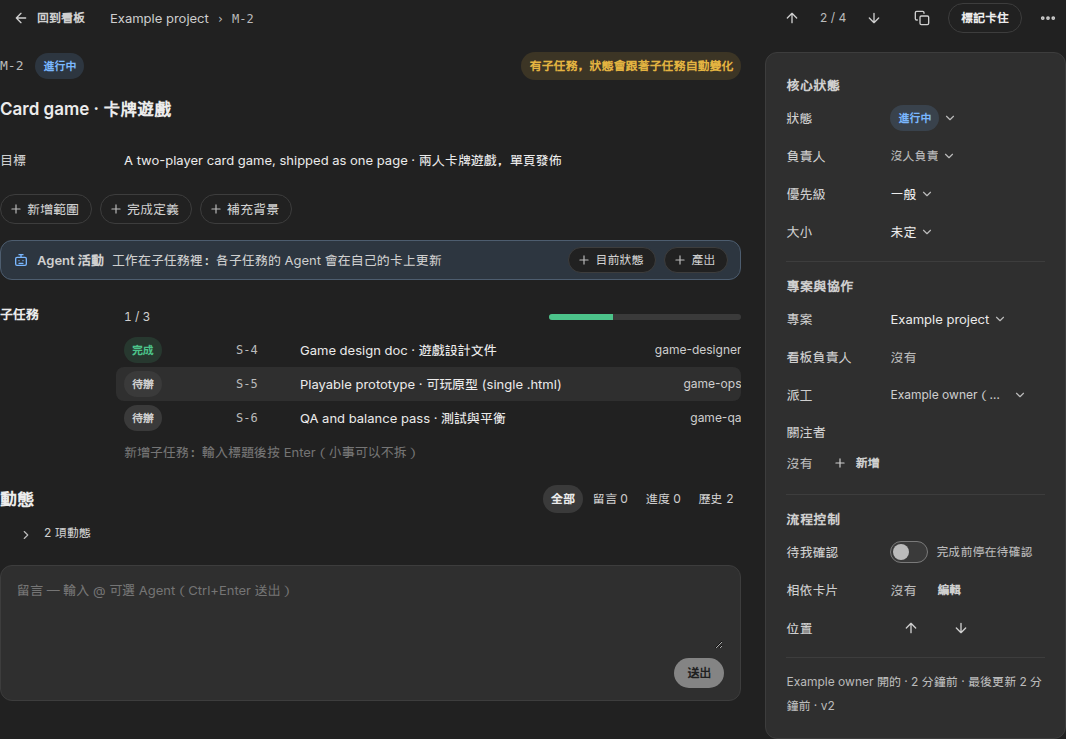 回到看板 Example project › M-2 2 / 4 標記卡住
M-2 進行中 有子任務，狀態會跟著子任務自動變化
Card game · 卡牌遊戲
目標 A two-player card game, shipped as one page · 兩人卡牌遊戲，單頁發佈
+ 新增範圍 + 完成定義 + 補充背景
Agent 活動 工作在子任務裡：各子任務的 Agent 會在自己的卡上更新 + 目前狀態 + 產出
子任務 1 / 3
完成 S-4 Game design doc · 遊戲設計文件 game-designer
待辦 S-5 Playable prototype · 可玩原型 (single .html) game-ops
待辦 S-6 QA and balance pass · 測試與平衡 game-qa
新增子任務：輸入標題後按 Enter（小事可以不拆）
動態 全部 留言 0 進度 0 歷史 2
2 項動態
留言 — 輸入 @ 可選 Agent（Ctrl+Enter 送出）
送出
核心狀態
狀態 進行中
負責人 沒人負責
優先級 一般
大小 未定
專案與協作
專案 Example project
看板負責人 沒有
派工 Example owner (...
關注者
沒有 + 新增
流程控制
待我確認 完成前停在待確認
相依卡片 沒有 編輯
位置
Example owner 開的 · 2 分鐘前 · 最後更新 2 分
鐘前 · v2